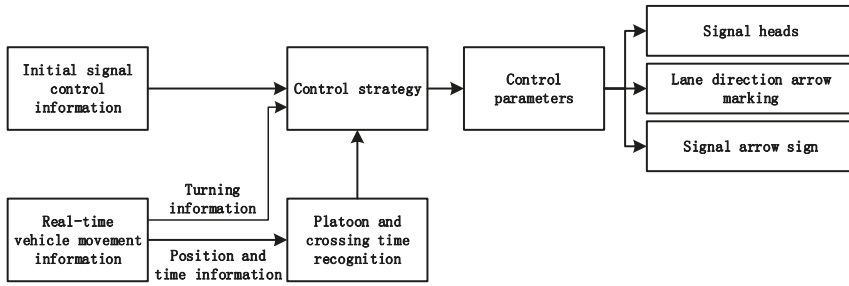 Initial signal
control
information
Control strategy
Control
parameters
Signal heads
Lane direction arrow
marking
Signal arrow sign
Turning
information
Real-time
vehicle movement
information
Position and
time information
Platoon and
crossing time
recognition